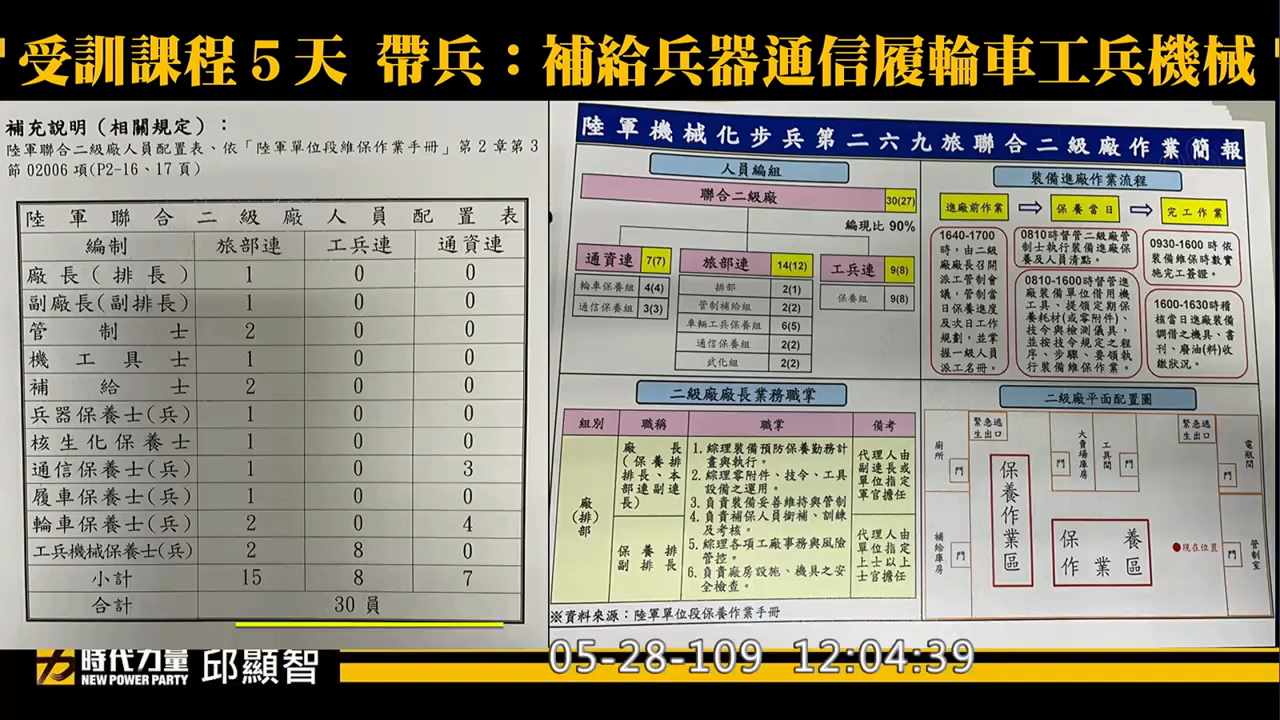 受訓課程5天 帶兵：補給兵器通信履輪車工兵機械
補充說明（相關規定）：
陸軍聯合二級廠人員配置表、依「陸軍單位段維保作業手冊」第2章第3
節02006項(P2-16、17頁)
陸軍聯合二級廠人員配置表
編制 旅部連 工兵連 通資連
廠長(排長) 1 0 0
副廠長(副排長) 1 0 0
管制士 2 0 0
機工具士 1 0 0
補給士 2 0 0
兵器保養士(兵) 1 0 0
核生化保養士 1 0 0
通信保養士(兵) 1 0 3
履車保養士(兵) 1 0 0
輪車保養士(兵) 2 0 4
工兵機械保養士(兵) 2 8 0
小計 15 8 7
合計 30員
陸軍機械化步兵第二六九旅聯合二級廠作業簡報
人員編組
聯合二級廠 30(27)
編現比 90%
通資連 7(7)
輪車保養組 4(4)
通信保養組 3(3)
旅部連 14(12)
排部 2(1)
管制補給組 2(2)
車輛工兵保養組 6(5)
通信保養組 2(2)
武化組 2(2)
工兵連 9(8)
保養組 9(8)
裝備進廠作業流程
進廠前作業
保養當日
完工作業
1640-1700
時，由二級
廠廠長召開
派工管制會
議，管制當
日保養進度
及次日工作
規劃，並掌
握一級人員
派工名冊。
0810時督管二級廠管
制士執行裝備進廠保
養及人員清點。
0810-1600時督管進
廠裝備單位借用機
工具、提領定期保
養耗材(或零附件)、
技令與檢測儀具，
並按技令規定之程
序、步驟、要領執
行裝備維保作業。
0930-1600時依
裝備維保時數實
施完工簽證。
1600-1630時稽
核當日進廠裝備
調借之機具、書
刊、廢油(料)收
繳狀況。
二級廠廠長業務職掌
組別 職稱 職掌 備考
廠
(排)
部
廠長
(保養排
排長、本
部連副連
長)
保養排
副排長
1.綜理裝備預防保養勤務計
畫與執行。
2.綜理零附件、技令、工具
設備之運用。
3.負責裝備妥善維持與管制
4.負責補保人員銜補、訓練
及考核。
5.綜理各項工廠事務與風險
管控。
6.負責廠房設施、機具之安
全檢查。
代理人由
副連長或
單位指定
軍官擔任
代理人由
單位指定
上士以上
士官擔任
※資料來源：陸軍單位段保養作業手冊
二級廠平面配置圖
緊急逃
生出口
廁所
門
大賣場庫房
門
工具間
門
緊急逃
生出口
電瓶間
門
保養作業區
保養
作業區
補給庫房
門
現在位置
門
管制室
時代力量
NEW POWER PARTY
邱顯智
05-28-109 12:04:39